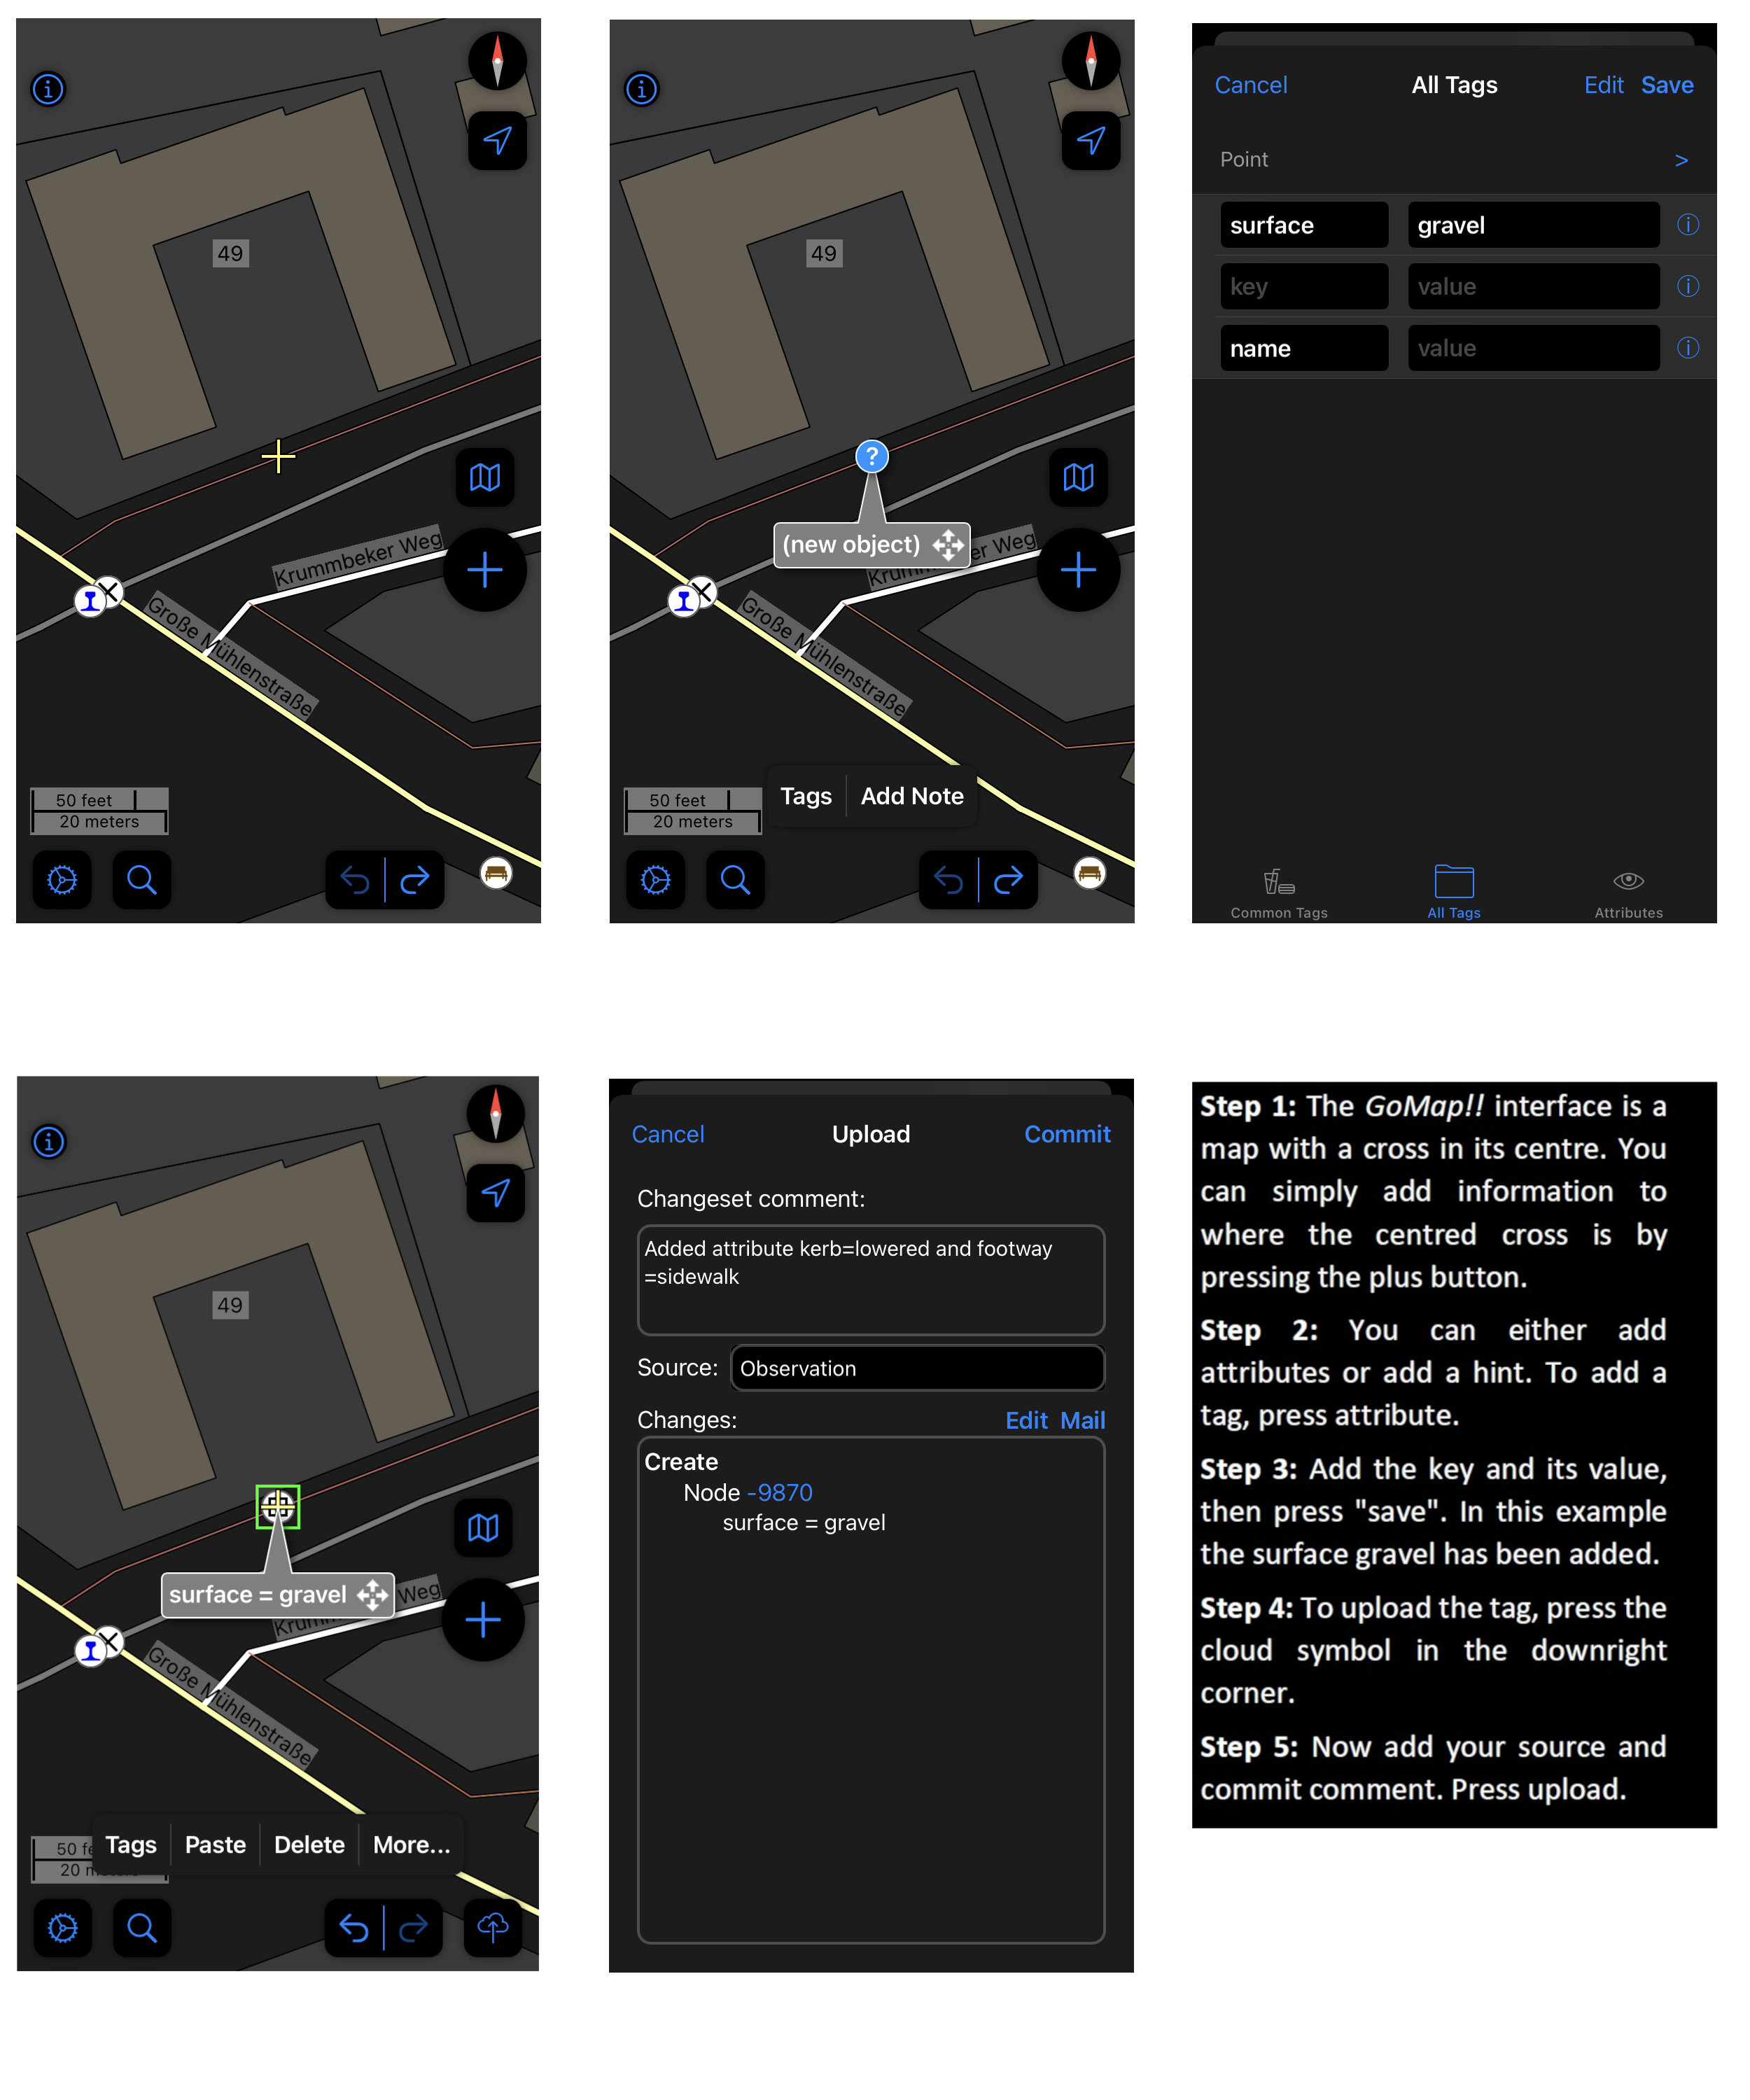 49
Krummbeker Weg
Große Mühlenstraße
50 feet
20 meters
49
(new object)
Krumm
er Weg
Große Mühlenstraße
Tags Add Note
50 feet
20 meters
Cancel All Tags Edit Save
Point >
surface gravel
key value
name value
Common Tags All Tags Attributes
49
surface = gravel
Weg
Krum
Große Mühlenstraße
Tags Paste Delete More...
50 fe
20 meters
Cancel Upload Commit
Changeset comment:
Added attribute kerb=lowered and footway
=sidewalk
Source: Observation
Changes: Edit Mail
Create
Node -9870
surface = gravel
Step 1: The GoMap!! interface is a
map with a cross in its centre. You
can simply add information to
where the centred cross is by
pressing the plus button.
Step 2: You can either add
attributes or add a hint. To add a
tag, press attribute.
Step 3: Add the key and its value,
then press "save". In this example
the surface gravel has been added.
Step 4: To upload the tag, press the
cloud symbol in the downright
corner.
Step 5: Now add your source and
commit comment. Press upload.